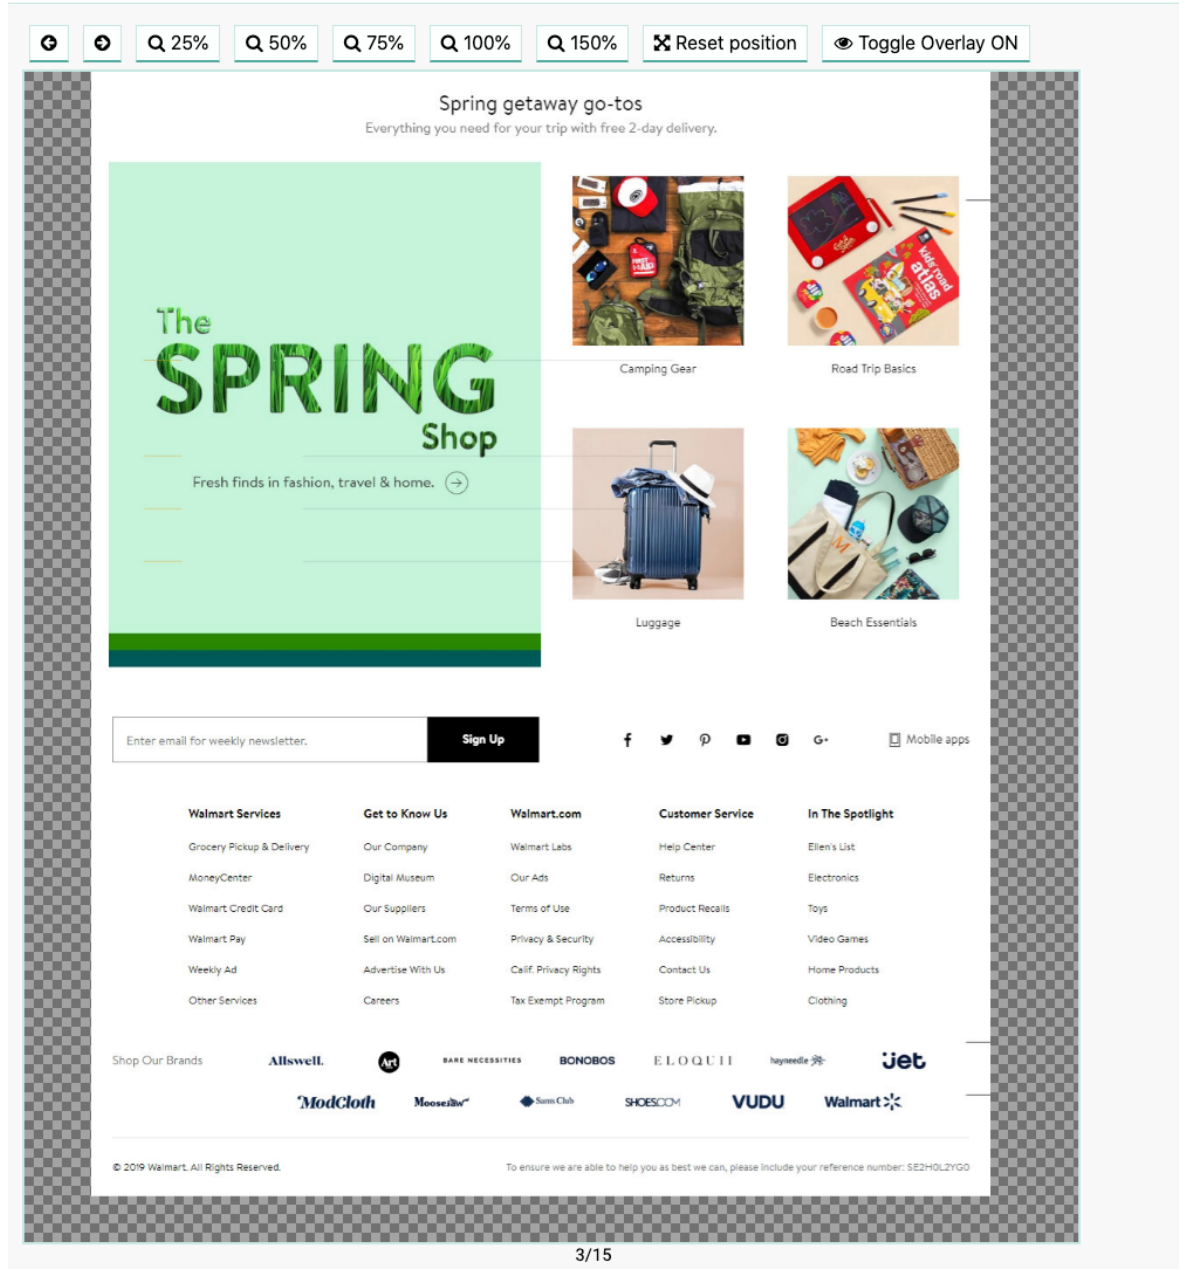 25%
50%
75%
100%
150%
Reset position
Toggle Overlay ON
Spring getaway go-tos
Everything you need for your trip with free 2-day delivery.
The
SPRING
Shop
Fresh finds in fashion, travel & home.
FIRST
kids' road
atlas
JIF
M
Camping Gear
Road Trip Basics
Luggage
Beach Essentials
Enter email for weekly newsletter.
Sign Up
G+
Mobile apps
Walmart Services
Grocery Pickup & Delivery
MoneyCenter
Walmart Credit Card
Walmart Pay
Weekly Ad
Other Services
Get to Know Us
Our Company
Digital Museum
Our Suppliers
Sell on Walmart.com
Advertise With Us
Careers
Walmart.com
Walmart Labs
Our Ads
Terms of Use
Privacy & Security
Calif. Privacy Rights
Tax Exempt Program
Customer Service
Help Center
Returns
Product Recalls
Accessibility
Contact Us
Store Pickup
In The Spotlight
Ellen's List
Electronics
Toys
Video Games
Home Products
Clothing
Shop Our Brands
Allswell.
Art
BARE NECESSITIES
BONOBOS
ELOQUII
hayneedle
jet
ModCloth
Moosejaw
Sams Club
SHOES.COM
VUDU
Walmart
© 2019 Walmart. All Rights Reserved.
To ensure we are able to help you as best we can, please include your reference number: SE2H0L2YG0
3/15